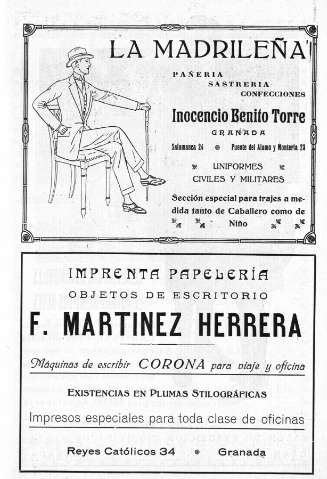 LA MADRILEÑA
PAÑERIA
SASTRERIA
CONFECCIONES
Inocencio Benito Torre
GRANADA
Salamanca 24 Puente del Alamo y Montería 23
UNIFORMES
CIVILES Y MILITARES
Sección especial para trajes a me-
dida tanto de Caballero como de
Niño
IMPRENTA PAPELERÍA
OBJETOS DE ESCRITORIO
F. MARTINEZ HERRERA
Máquinas de escribir CORONA para viaje y oficina
EXISTENCIAS EN PLUMAS STILOGRÁFICAS
Impresos especiales para toda clase de oficinas
Reyes Católicos 34 * Granada